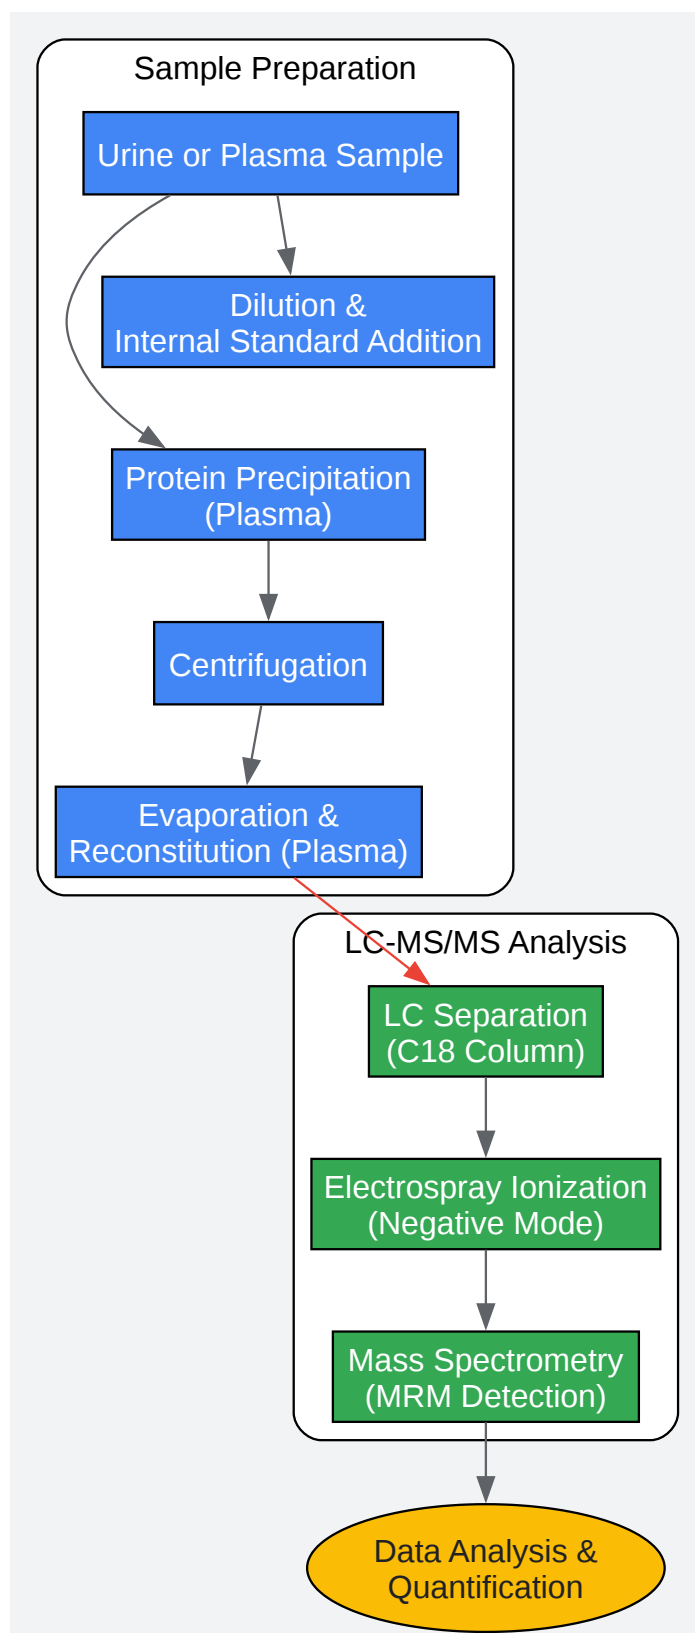 Sample Preparation
Urine or Plasma Sample
Dilution &
Internal Standard Addition
Protein Precipitation
(Plasma)
Centrifugation
Evaporation &
Reconstitution (Plasma)
LC-MS/MS Analysis
LC Separation
(C18 Column)
Electrospray Ionization
(Negative Mode)
Mass Spectrometry
(MRM Detection)
Data Analysis &
Quantification